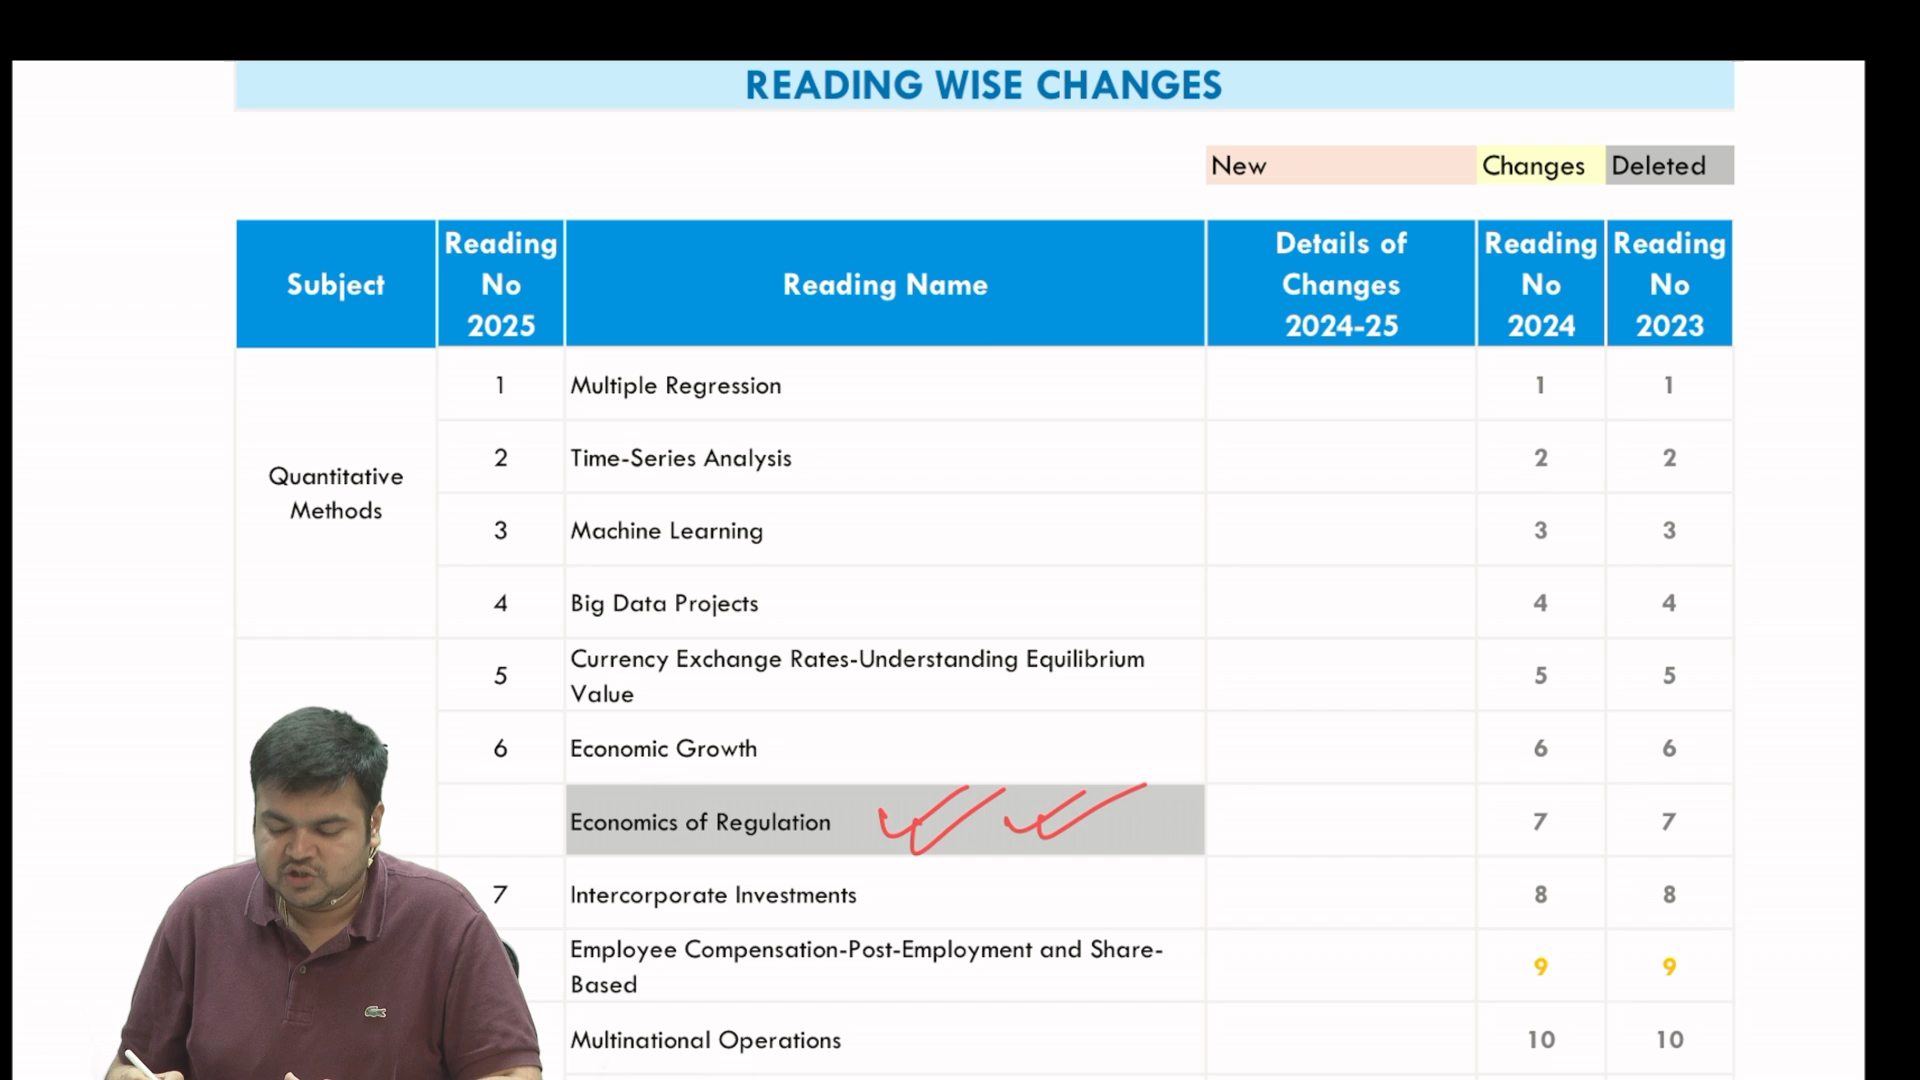 READING WISE CHANGES
New Changes Deleted
Subject Reading No 2025 Reading Name Details of Changes 2024-25 Reading No 2024 Reading No 2023
Quantitative Methods
1 Multiple Regression 1 1
2 Time-Series Analysis 2 2
3 Machine Learning 3 3
4 Big Data Projects 4 4
5 Currency Exchange Rates-Understanding Equilibrium
Value 5 5
6 Economic Growth 6 6
Economics of Regulation 7 7
7 Intercorporate Investments 8 8
Employee Compensation-Post-Employment and Share-
Based 9 9
Multinational Operations 10 10